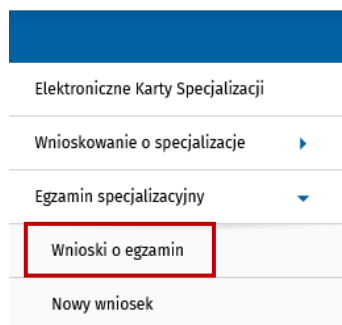 Elektroniczne Karty Specjalizacji
Wnioskowanie o specjalizacje
Egzamin specjalizacyjny
Wnioski o egzamin
Nowy wniosek